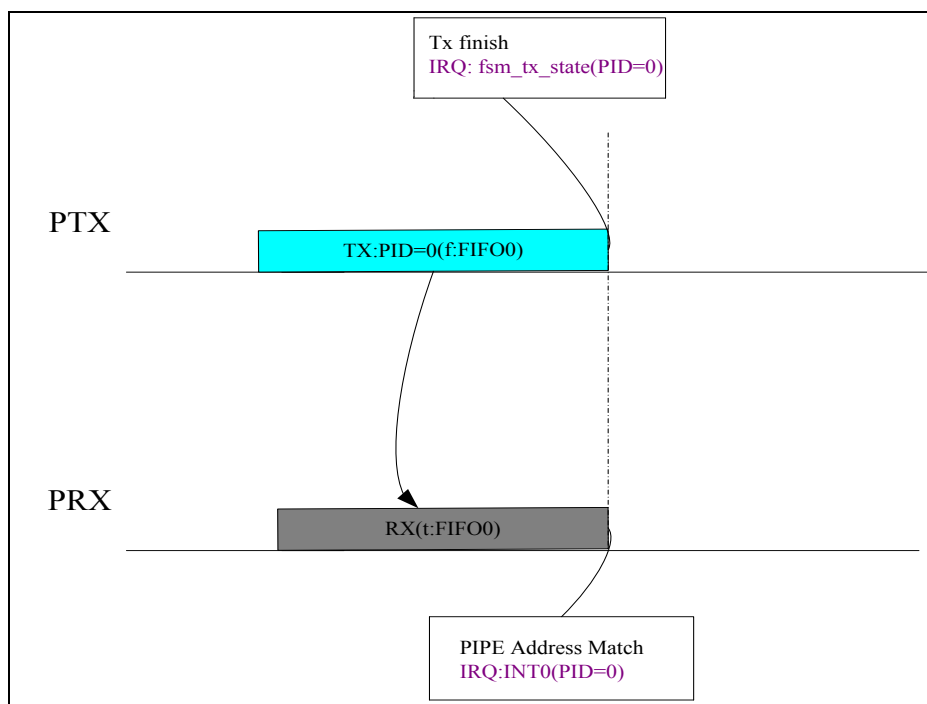 Tx finish
IRQ: fsm_tx_state(PID=0)
PTX
TX:PID=0(f:FIFO0)
PRX
RX(t:FIFO0)
PIPE Address Match
IRQ:INT0(PID=0)